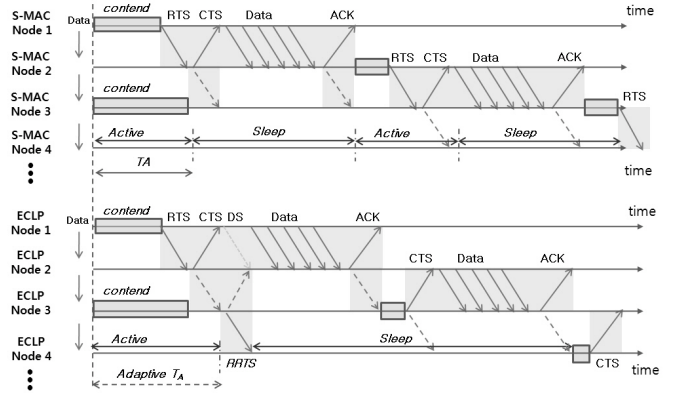 S-MAC Node 1
Data
contend
RTS
CTS
Data
ACK
time
S-MAC Node 2
RTS
CTS
Data
ACK
S-MAC Node 3
contend
RTS
S-MAC Node 4
Active
Sleep
Active
Sleep
TA
time
ECLP Node 1
Data
contend
RTS
CTS
DS
Data
ACK
time
ECLP Node 2
CTS
Data
ACK
ECLP Node 3
contend
ECLP Node 4
Active
RRTS
Sleep
CTS
time
Adaptive TA